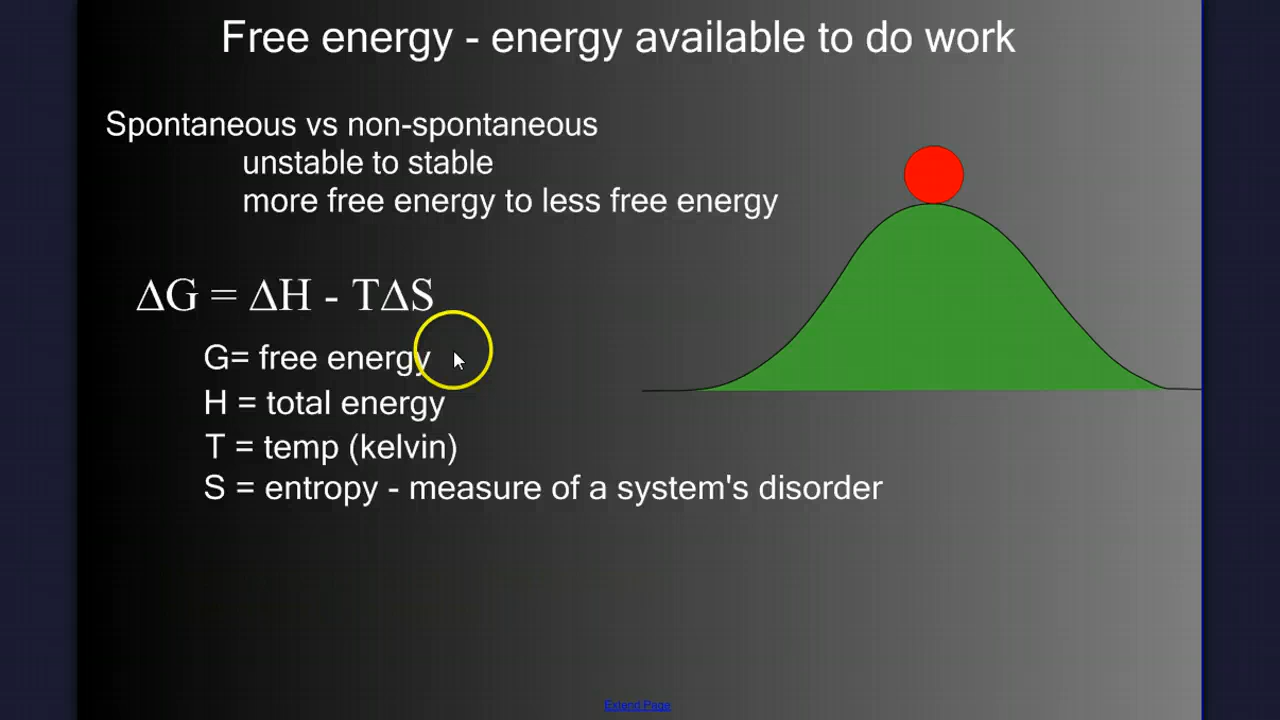 Free energy - energy available to do work
Spontaneous vs non-spontaneous
unstable to stable
more free energy to less free energy
ΔG = ΔH - TΔS
G= free energy
H = total energy
T = temp (kelvin)
S = entropy - measure of a system's disorder
Extend Page